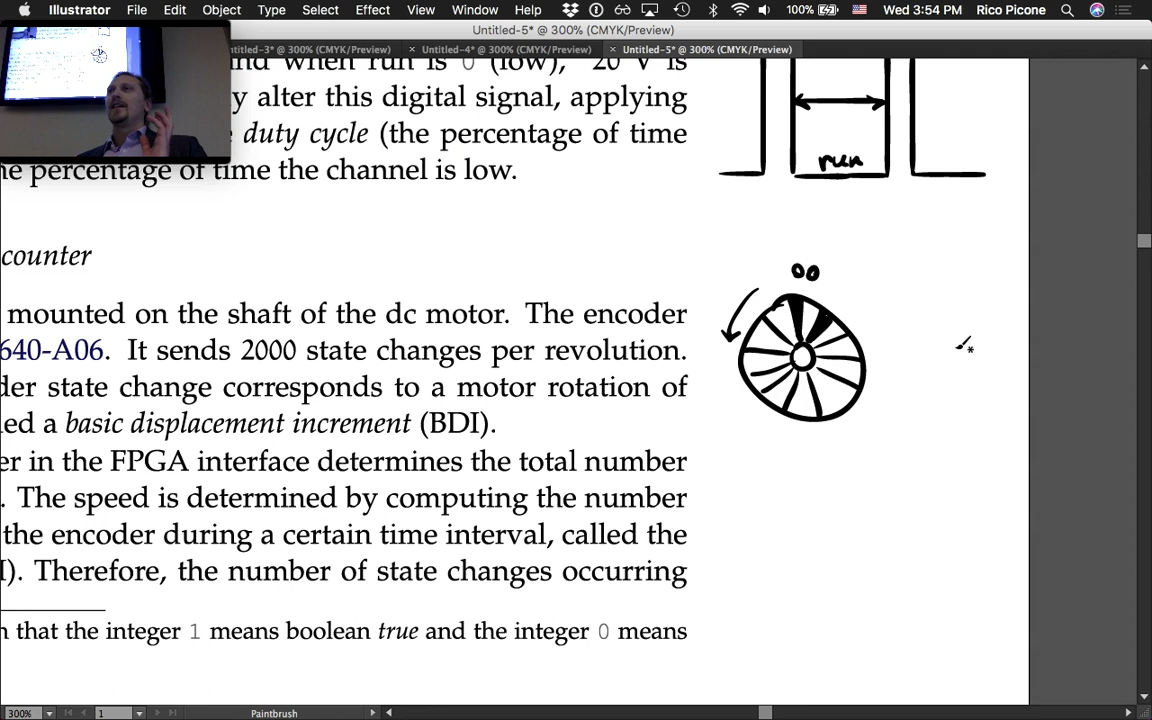 Illustrator File Edit Object Type Select Effect View Window Help 100% Wed 3:54 PM Rico Picone
Untitled-5* @ 300% (CMYK/Preview)
ntitled-3* @ 300% (CMYK/Preview) × Untitled-4* @ 300% (CMYK/Preview) × Untitled-5* @ 300% (CMYK/Preview)
nd when run is 0 (low), 20 V is
y alter this digital signal, applying
duty cycle (the percentage of time
he percentage of time the channel is low.
run
counter
00
mounted on the shaft of the dc motor. The encoder
640-A06. It sends 2000 state changes per revolution.
der state change corresponds to a motor rotation of
led a basic displacement increment (BDI).
er in the FPGA interface determines the total number
. The speed is determined by computing the number
the encoder during a certain time interval, called the
I). Therefore, the number of state changes occurring
n that the integer 1 means boolean true and the integer 0 means
300% 1 Paintbrush